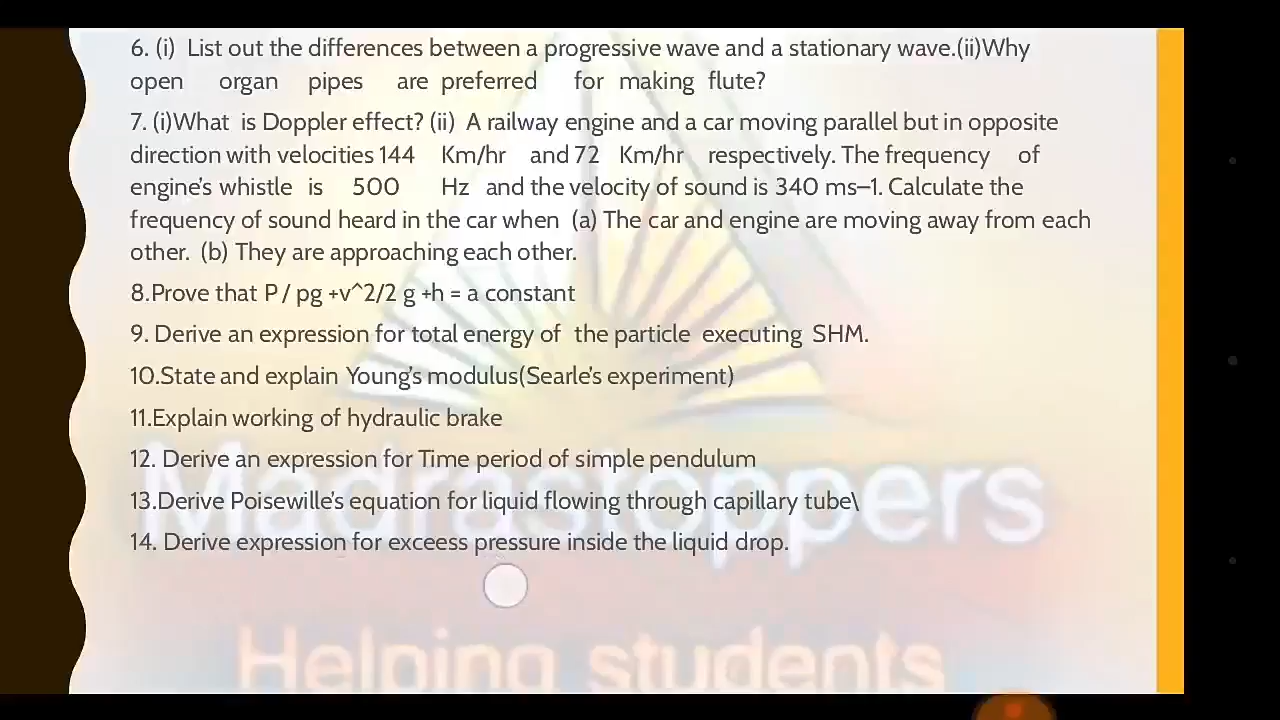 6. (i) List out the differences between a progressive wave and a stationary wave.(ii)Why
open organ pipes are preferred for making flute?
7. (i)What is Doppler effect? (ii) A railway engine and a car moving parallel but in opposite
direction with velocities 144 Km/hr and 72 Km/hr respectively. The frequency of
engine's whistle is 500 Hz and the velocity of sound is 340 ms–1. Calculate the
frequency of sound heard in the car when (a) The car and engine are moving away from each
other. (b) They are approaching each other.
8.Prove that P / pg +v^2/2 g +h = a constant
9. Derive an expression for total energy of the particle executing SHM.
10.State and explain Young's modulus(Searle's experiment)
11.Explain working of hydraulic brake
12. Derive an expression for Time period of simple pendulum
Madrastoppers
13.Derive Poisewille's equation for liquid flowing through capillary tube\
14. Derive expression for exceess pressure inside the liquid drop.
Helping students